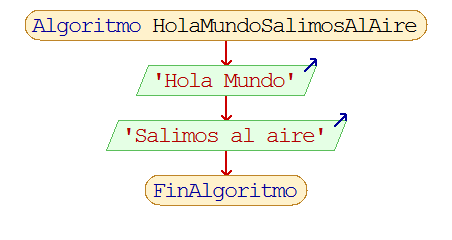 Algoritmo HolaMundoSalimosAlAire
'Hola Mundo'
'Salimos al aire'
FinAlgoritmo